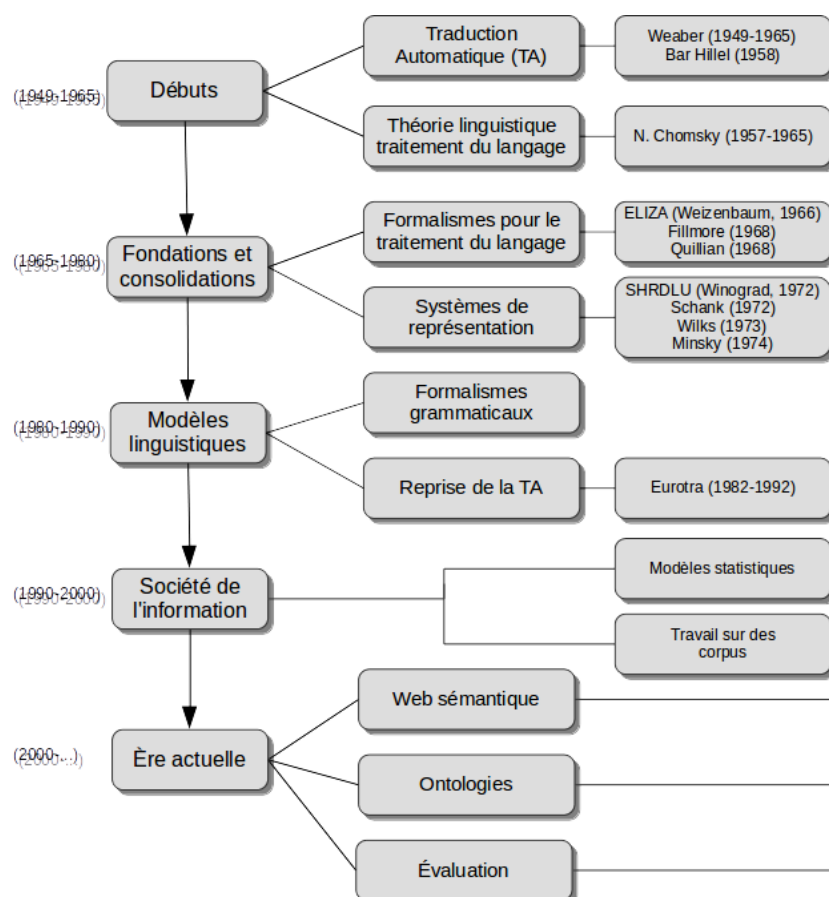 (1949-1965)
Débuts
Traduction
Automatique (TA)
Weaber (1949-1965)
Bar Hillel (1958)
Théorie linguistique
traitement du langage
N. Chomsky (1957-1965)
(1965-1980)
Fondations et
consolidations
Formalismes pour le
traitement du langage
ELIZA (Weizenbaum, 1966)
Fillmore (1968)
Quillian (1968)
Systèmes de
représentation
SHRDLU (Winograd, 1972)
Schank (1972)
Wilks (1973)
Minsky (1974)
(1980-1990)
Modèles
linguistiques
Formalismes
grammaticaux
Reprise de la TA
Eurotra (1982-1992)
(1990-2000)
Société de
l'information
Modèles statistiques
Travail sur des
corpus
(2000-...)
Ère actuelle
Web sémantique
Ontologies
Évaluation